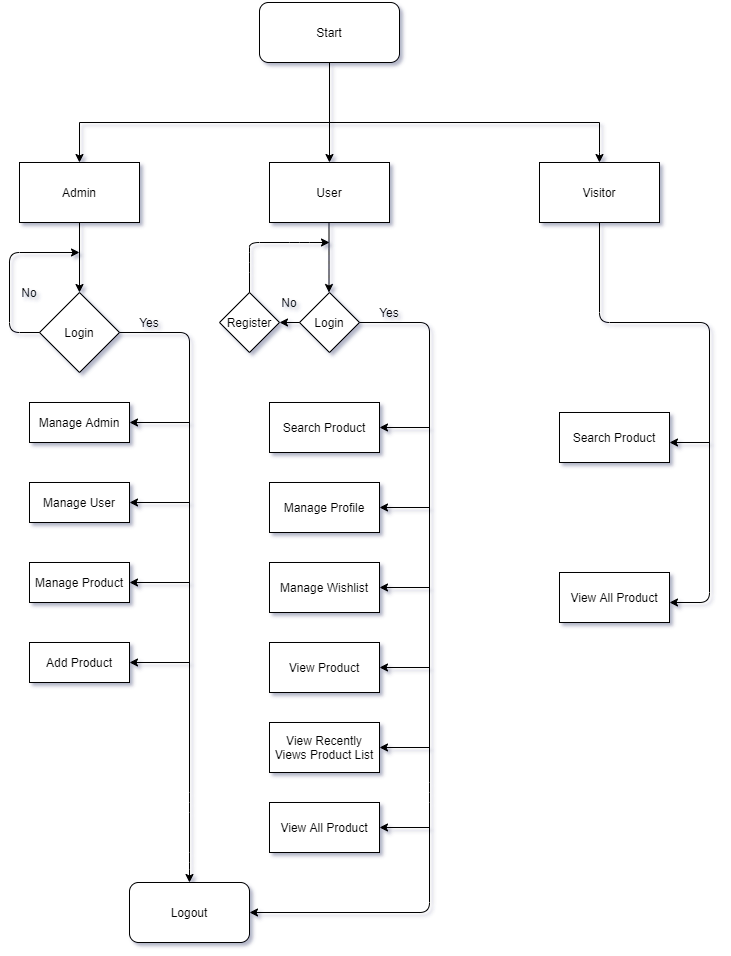 Start
Admin
User
Visitor
No
Login
Yes
Register
No
Login
Yes
Manage Admin
Manage User
Manage Product
Add Product
Search Product
Manage Profile
Manage Wishlist
View Product
View Recently
Views Product List
View All Product
Search Product
View All Product
Logout